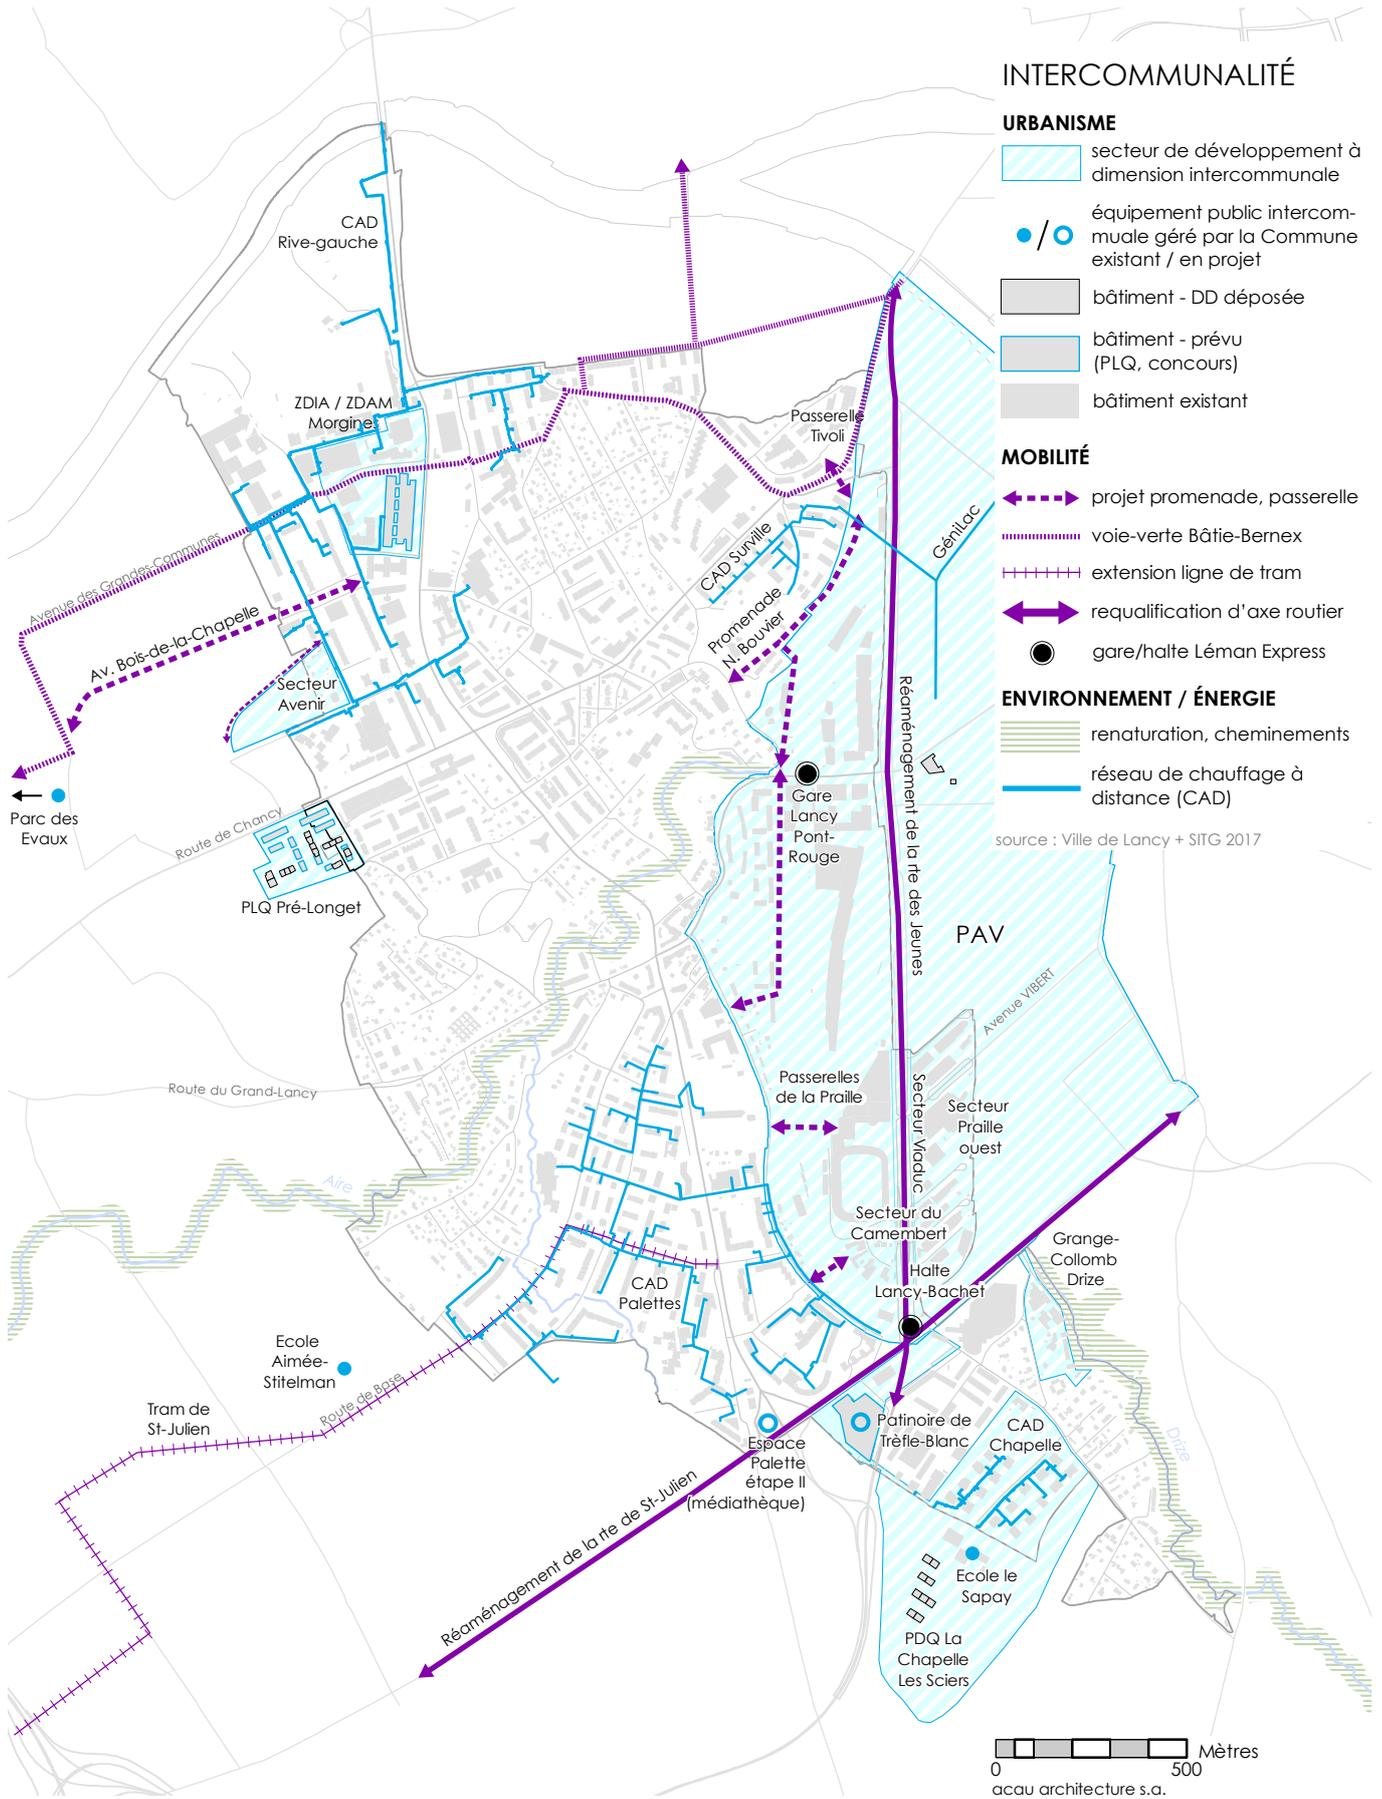 INTERCOMMUNALITÉ
URBANISME
secteur de développement à
dimension intercommunale
équipement public intercom-
muale géré par la Commune
existant / en projet
bâtiment - DD déposée
bâtiment - prévu
(PLQ, concours)
bâtiment existant
MOBILITÉ
projet promenade, passerelle
voie-verte Bâtie-Bernex
extension ligne de tram
requalification d'axe routier
gare/halte Léman Express
ENVIRONNEMENT / ÉNERGIE
renaturation, cheminements
réseau de chauffage à
distance (CAD)
source : Ville de Lancy + SITG 2017
CAD
Rive-gauche
ZDIA / ZDAM
Morgines
Passerelle
Tivoli
GéniLac
CAD Surville
Promenade
N. Bouvier
Avenue des Grandes-Communes
Av. Bois-de-la-Chapelle
Secteur
Avenir
Parc des
Evaux
Route de Chancy
PLQ Pré-Longet
Gare
Lancy
Pont-
Rouge
Réaménagement de la rte des Jeunes
PAV
Avenue VIBERT
Route du Grand-Lancy
Passerelles
de la Praille
Secteur Viaduc
Secteur
Praille
ouest
Aire
Secteur du
Camembert
Halte
Lancy-Bachet
Grange-
Collomb
Drize
CAD
Palettes
Ecole
Aimée-
Stitelman
Route de Base
Tram de
St-Julien
Patinoire de
Trèfle-Blanc
CAD
Chapelle
Drize
Espace
Palette
étape II
(médiathèque)
Réaménagement de la rte de St-Julien
Ecole le
Sapay
PDQ La
Chapelle
Les Sciers
Mètres
0 500
acau architecture s.a.